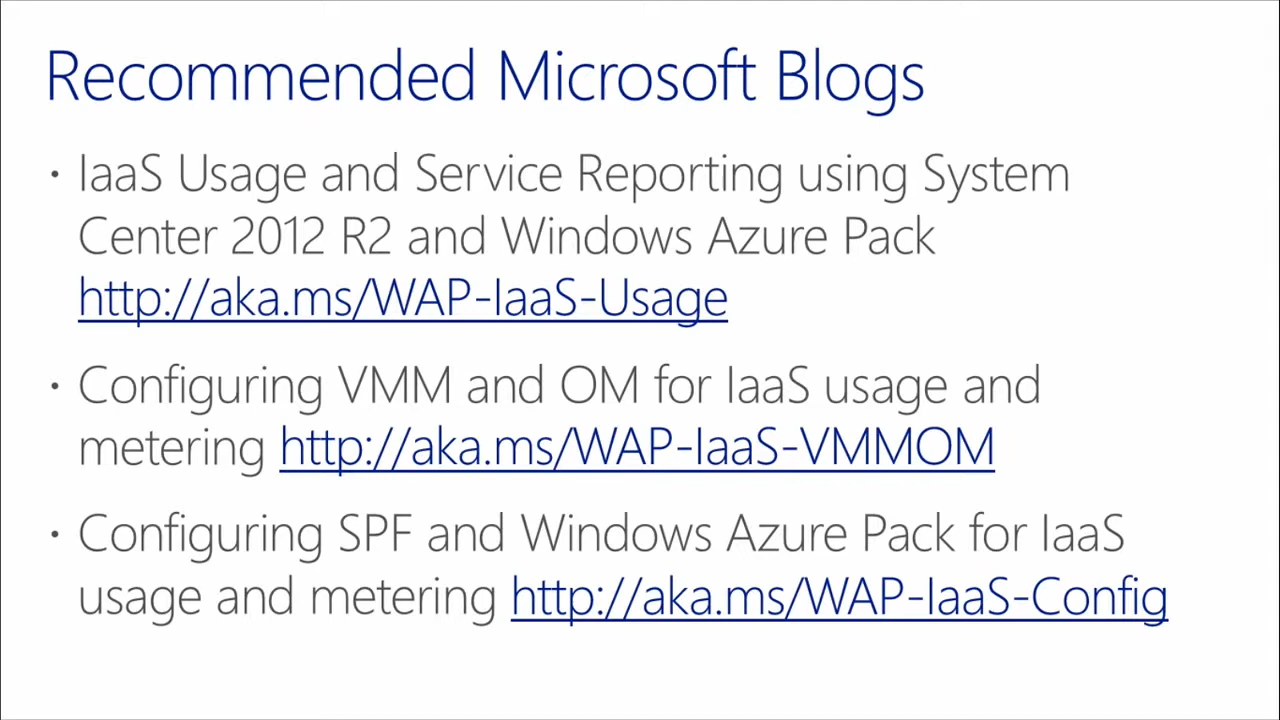 Recommended Microsoft Blogs
· IaaS Usage and Service Reporting using System
Center 2012 R2 and Windows Azure Pack
http://aka.ms/WAP-IaaS-Usage
· Configuring VMM and OM for IaaS usage and
metering http://aka.ms/WAP-IaaS-VMMOM
· Configuring SPF and Windows Azure Pack for IaaS
usage and metering http://aka.ms/WAP-IaaS-Config